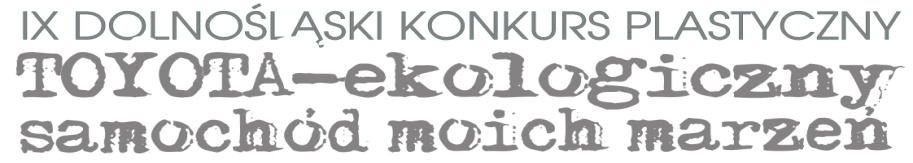 IX DOLNOŚLĄSKI KONKURS PLASTYCZNY
TOYOTA–ekologiczny
samochód moich marzeń